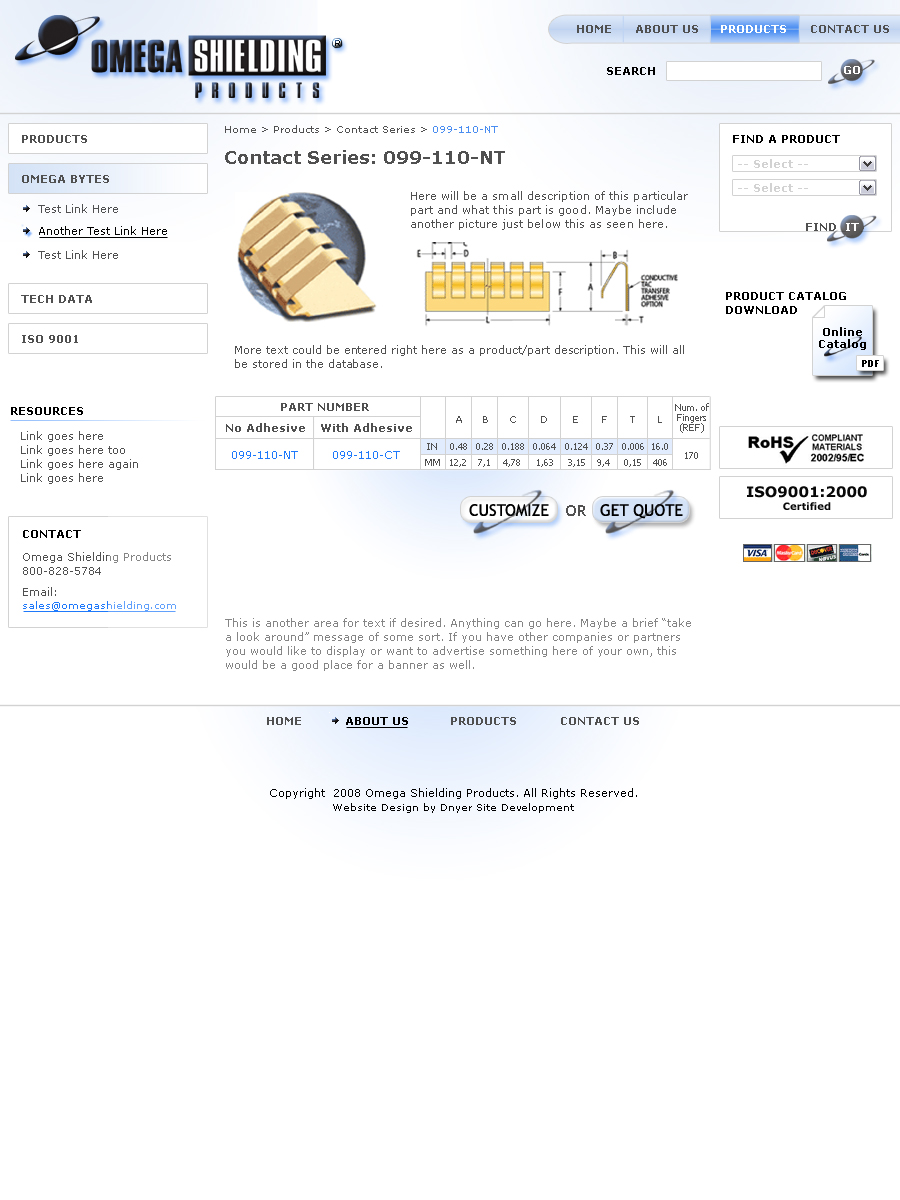 OMEGA SHIELDING ®
PRODUCTS
HOME ABOUT US PRODUCTS CONTACT US
SEARCH GO
PRODUCTS
OMEGA BYTES
Test Link Here
Another Test Link Here
Test Link Here
TECH DATA
ISO 9001
RESOURCES
Link goes here
Link goes here too
Link goes here again
Link goes here
CONTACT
Omega Shielding Products
800-828-5784
Email:
sales@omegashielding.com
Home > Products > Contact Series > 099-110-NT
Contact Series: 099-110-NT
Here will be a small description of this particular
part and what this part is good. Maybe include
another picture just below this as seen here.
E C D B
A F
CONDUCTIVE
TAC
TRANSFER
ADHESIVE
OPTION
L T
More text could be entered right here as a product/part description. This will all
be stored in the database.
PART NUMBER A B C D E F T L Num. of
Fingers
(REF)
No Adhesive With Adhesive
099-110-NT 099-110-CT
IN 0.48 0.28 0.188 0.064 0.124 0.37 0.006 16.0
MM 12,2 7,1 4,78 1,63 3,15 9,4 0,15 406
170
CUSTOMIZE OR GET QUOTE
This is another area for text if desired. Anything can go here. Maybe a brief “take
a look around” message of some sort. If you have other companies or partners
you would like to display or want to advertise something here of your own, this
would be a good place for a banner as well.
FIND A PRODUCT
-- Select --
-- Select --
FIND IT
PRODUCT CATALOG
DOWNLOAD
Online
Catalog
PDF
RoHS COMPLIANT
MATERIALS
2002/95/EC
ISO9001:2000
Certified
VISA MasterCard DISCOVER NOVUS
HOME ABOUT US PRODUCTS CONTACT US
Copyright 2008 Omega Shielding Products. All Rights Reserved.
Website Design by Dnyer Site Development